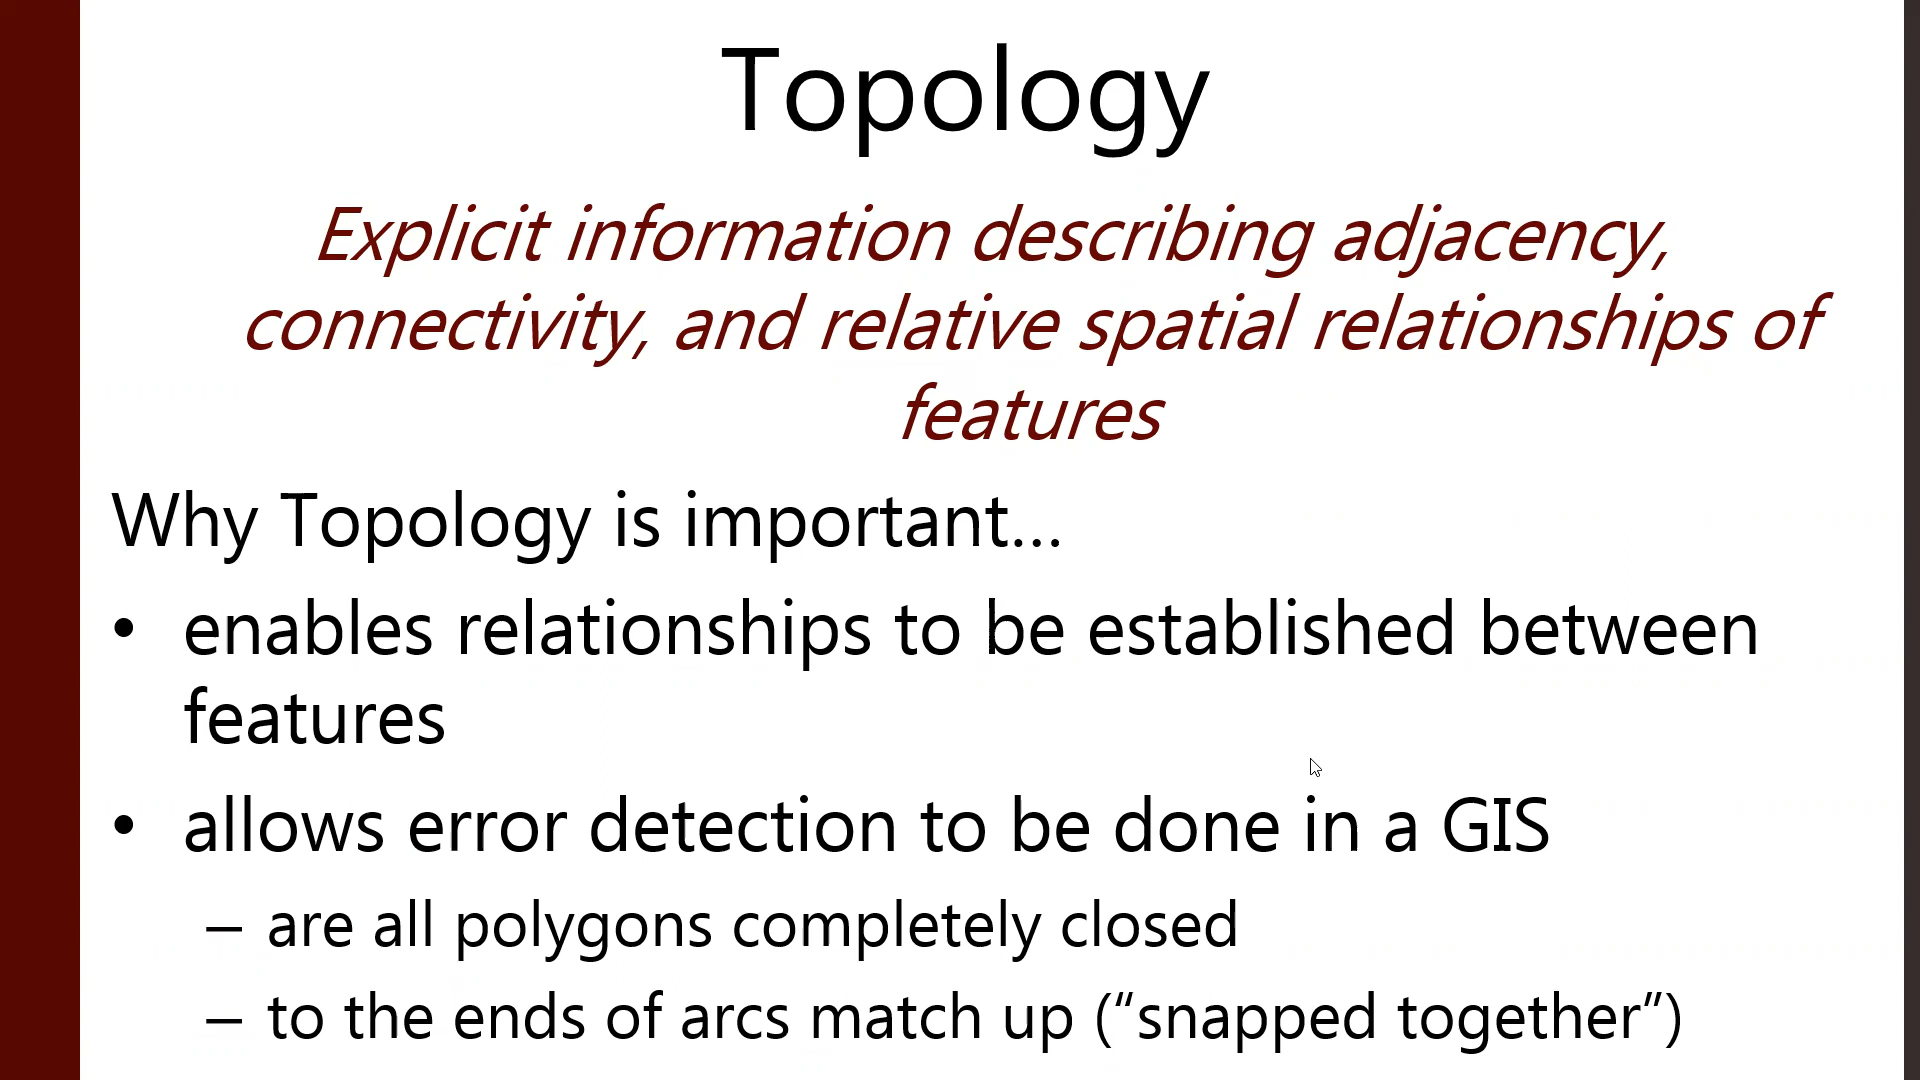 Topology
Explicit information describing adjacency,
connectivity, and relative spatial relationships of
features
Why Topology is important...
• enables relationships to be established between
features
• allows error detection to be done in a GIS
– are all polygons completely closed
– to the ends of arcs match up (“snapped together”)